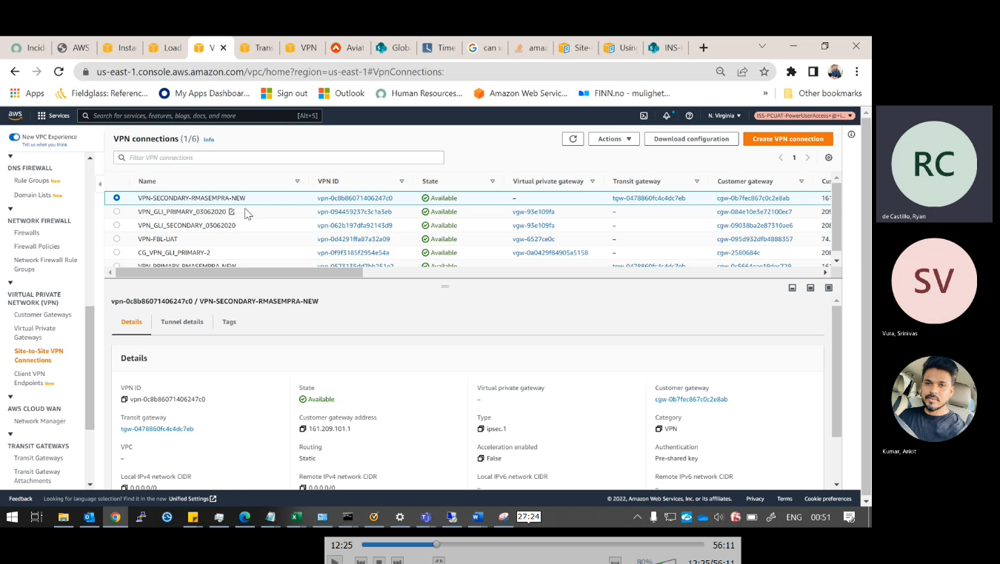 Incid
AWS
Insta
Load
V
Trans
VPN
Aviat
Glob
Time
can v
amaz
Site-
Using
INS-
us-east-1.console.aws.amazon.com/vpc/home?region=us-east-1#VpnConnections:
Apps
Fieldglass: Referenc...
My Apps Dashboar...
Sign out
Outlook
Human Resources...
Amazon Web Servic...
FINN.no - mulighet...
»
Other bookmarks
aws
Services
Search for services, features, blogs, docs, and more
[Alt+S]
N. Virginia
ISS-PCUAT-PowerUserAccess+@+i...
New VPC Experience
Tell us what you think
DNS FIREWALL
Rule Groups New
Domain Lists New
NETWORK FIREWALL
Firewalls
Firewall Policies
Network Firewall Rule
Groups
VIRTUAL PRIVATE
NETWORK (VPN)
Customer Gateways
Virtual Private
Gateways
Site-to-Site VPN
Connections
Client VPN
Endpoints New
AWS CLOUD WAN
Network Manager
TRANSIT GATEWAYS
Transit Gateways
Transit Gateway
Attachments
VPN connections (1/6) Info
Actions
Download configuration
Create VPN connection
Filter VPN connections
1
Name VPN ID State Virtual private gateway Transit gateway Customer gateway Cu
VPN-SECONDARY-RMASEMPRA-NEW vpn-0c8b86071406247c0 Available – tgw-0478860fc4c4dc7eb cgw-0b7fec867c0c2e8ab 161
VPN_GLI_PRIMARY_03062020 vpn-094459237c3c1a3eb Available vgw-93e109fa – cgw-084e10e3e72100ec7 209
VPN_GLI_SECONDARY_03062020 vpn-062b197dfa92143d9 Available vgw-93e109fa – cgw-09038ba2e87310ae6 208
VPN-FBL-UAT vpn-0d4291ffa87a32a09 Available vgw-6527ce0c – cgw-095d932dfb4888357 74.
CG_VPN_GLI_PRIMARY-2 vpn-0f9f3185f2954e54a Available vgw-0a0429f84905a5158 – cgw-2580684c 208
VPN_PRIMARY_RMASEMPRA_NEW Available – tgw-0478860fc4c4dc7eb
vpn-0c8b86071406247c0 / VPN-SECONDARY-RMASEMPRA-NEW
Details
Tunnel details
Tags
Details
VPN ID
vpn-0c8b86071406247c0
State
Available
Virtual private gateway
–
Customer gateway
cgw-0b7fec867c0c2e8ab
Transit gateway
tgw-0478860fc4c4dc7eb
Customer gateway address
161.209.101.1
Type
ipsec.1
Category
VPN
VPC
–
Routing
Static
Acceleration enabled
False
Authentication
Pre-shared key
Local IPv4 network CIDR
0.0.0.0/0
Remote IPv4 network CIDR
0.0.0.0/0
Local IPv6 network CIDR
–
Remote IPv6 network CIDR
Feedback
Looking for language selection? Find it in the new Unified Settings
© 2022, Amazon Web Services, Inc. or its affiliates.
Privacy
Terms
Cookie preferences
27:24
ENG
00:51
RC
de Castillo, Ryan
SV
Vura, Srinivas
Kumar, Ankit
12:25
56:11
80%
12:25/56:11